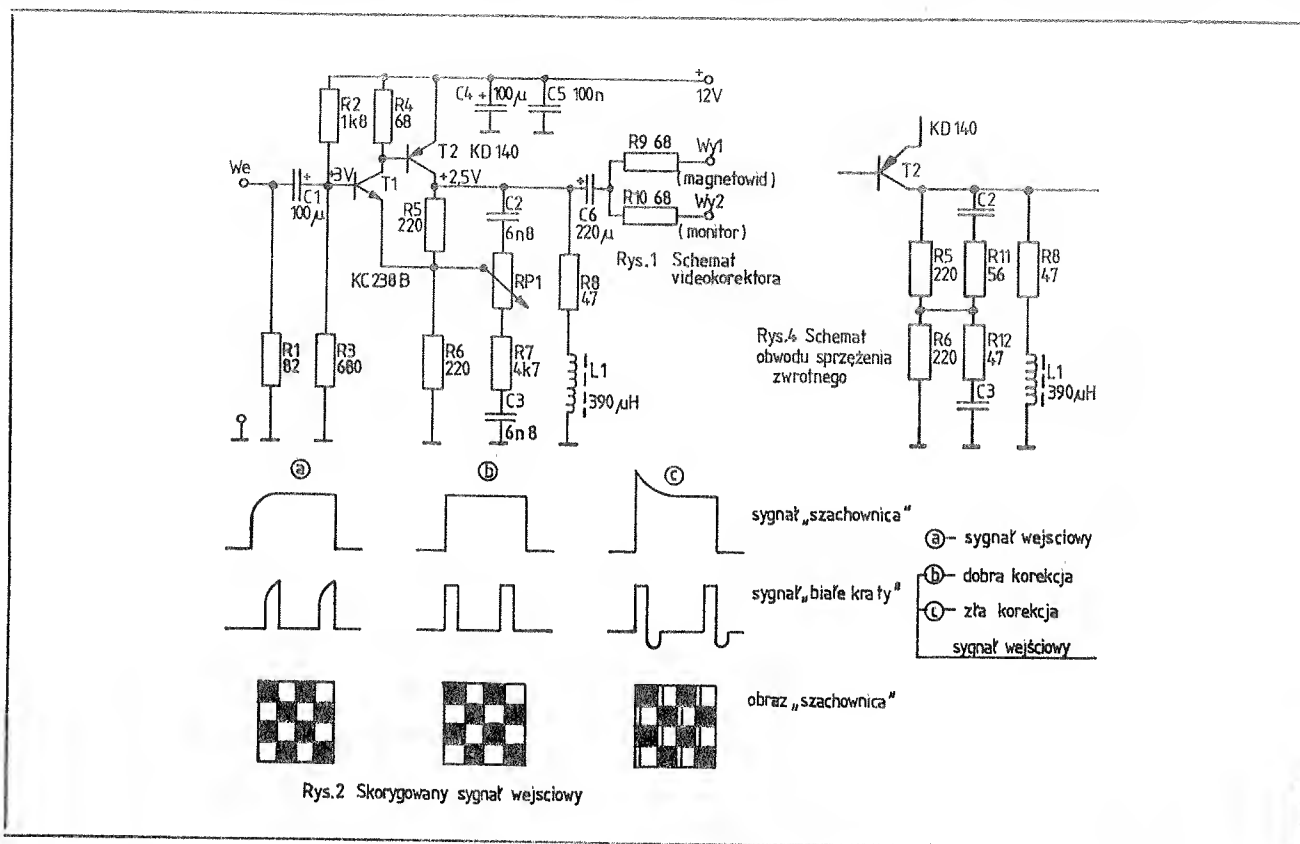 +
12V
C4 + 100µ
C5 100n
R2
1k8
R4
68
T2 KD 140
We
C1
100µ
+
+3V
T1
+2,5V
R5
220
C2
6n8
+
C6
220µ
R9 68
R10 68
Wy1
(magnetowid)
Wy2
(monitor)
Rys.1 Schemat
videokorektora
KC 238B
RP1
R8
47
R1
82
R3
680
R6
220
R7
4k7
C3
6n8
L1
390µH
KD 140
T2
C2
R5
220
R11
56
R8
47
Rys.4 Schemat
obwodu sprzężenia
zwrotnego
R6
220
R12
47
C3
L1
390µH
a
b
c
sygnał „szachownica"
sygnał „białe kraty"
obraz „szachownica"
a - sygnał wejsciowy
b - dobra korekcja
c - zła korekcja
sygnał wejściowy
Rys.2 Skorygowany sygnał wejsciowy